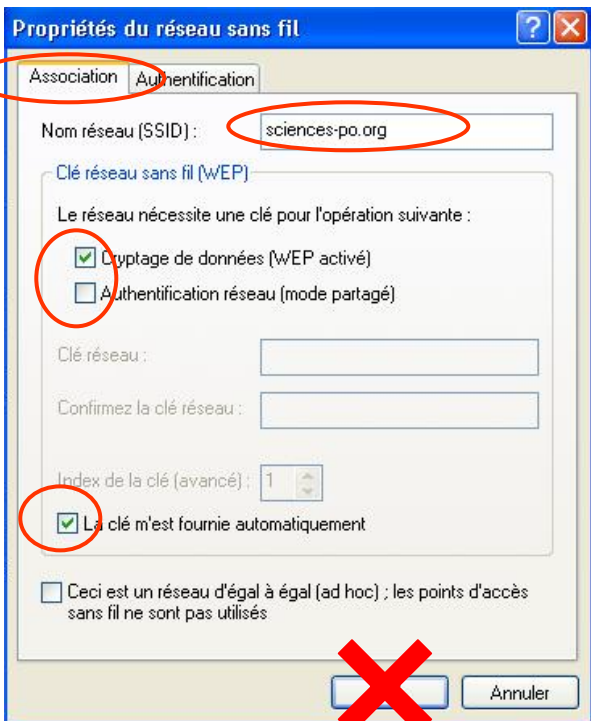 Propriétés du réseau sans fil
Association Authentification
Nom réseau (SSID) : sciences-po.org
Clé réseau sans fil (WEP)
Le réseau nécessite une clé pour l'opération suivante :
Cryptage de données (WEP activé)
Authentification réseau (mode partagé)
Clé réseau :
Confirmez la clé réseau :
Index de la clé (avancé) : 1
La clé m'est fournie automatiquement
Ceci est un réseau d'égal à égal (ad hoc) ; les points d'accès
sans fil ne sont pas utilisés
Annuler